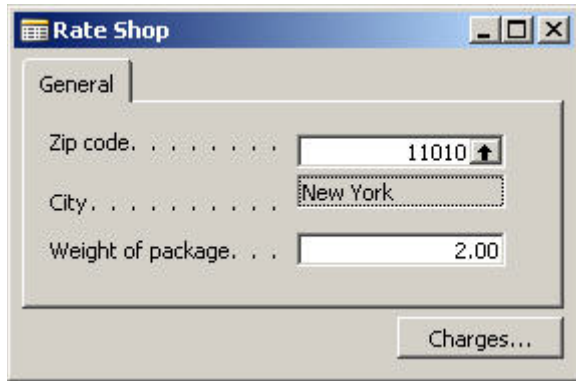 Rate Shop
General
Zip code. . . . . . . . 11010
City. . . . . . . . . . New York
Weight of package. . . 2.00
Charges...